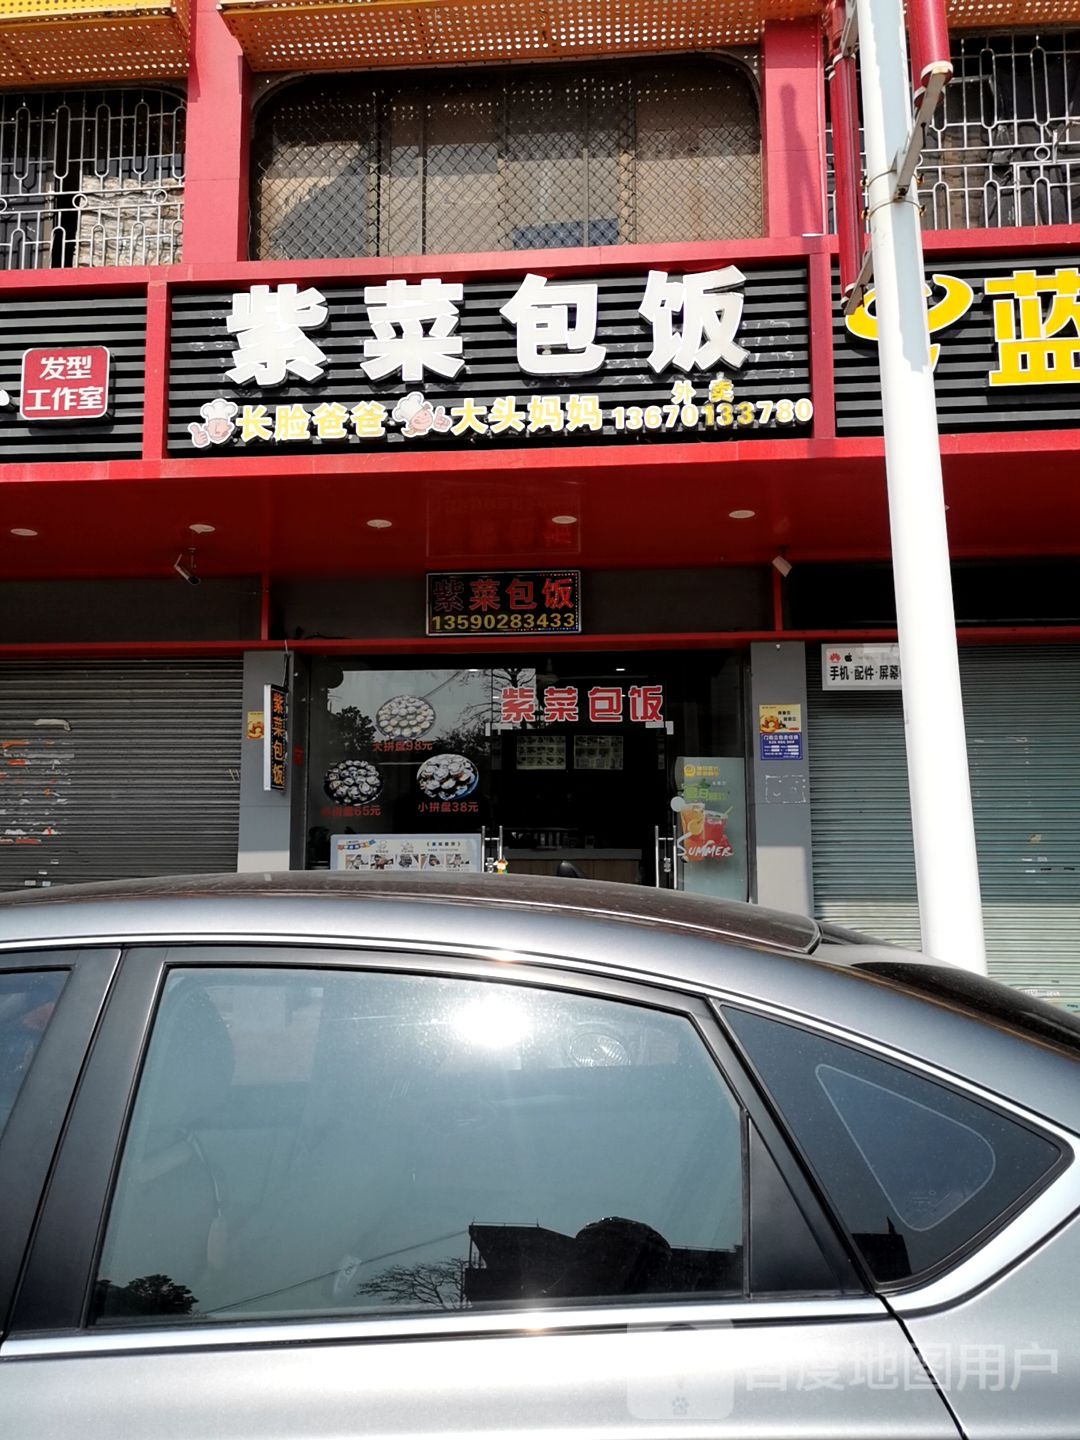 紫菜包饭
发型
工作室
蓝
外卖
长脸爸爸 大头妈妈 13670133780
紫菜包饭
13590283433
手机·配件·屏幕
紫菜包饭
紫菜包饭
大拼盘98元
拼盘65元
小拼盘38元
夏日
SUMMER
百度地图用户